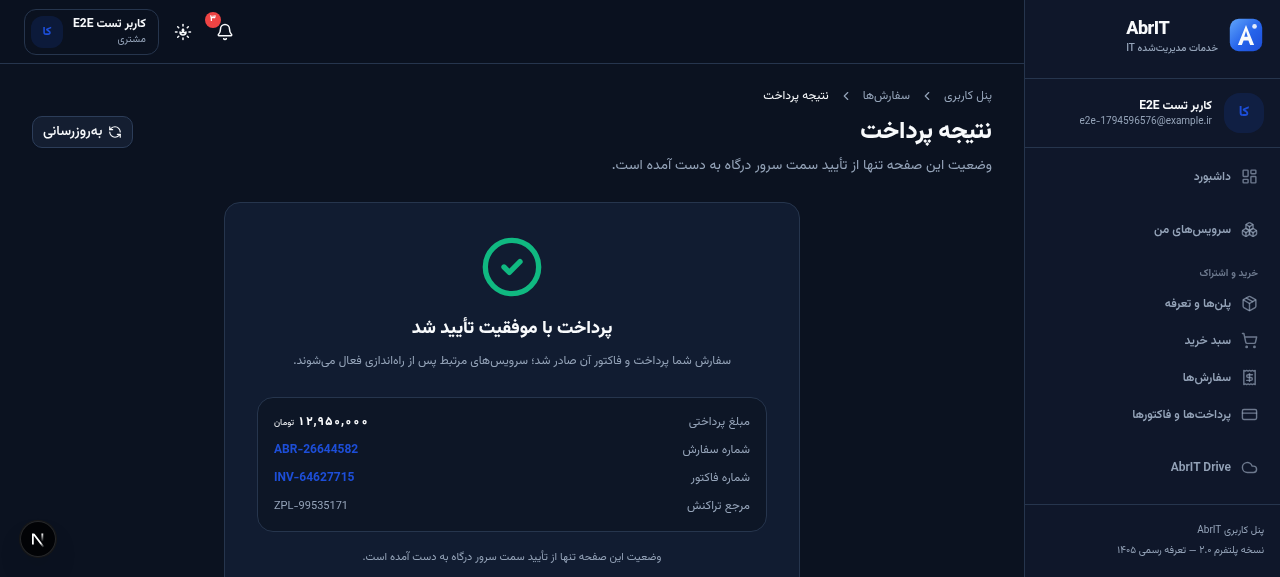 AbrIT
خدمات مدیریت‌شده IT
کاربر تست E2E
e2e-1794596576@example.ir
داشبورد
سرویس‌های من
خرید و اشتراک
پلن‌ها و تعرفه
سبد خرید
سفارش‌ها
پرداخت‌ها و فاکتورها
AbrIT Drive
پنل کاربری AbrIT
نسخه پلتفرم ۲.۰ — تعرفه رسمی ۱۴۰۵
۳
کاربر تست E2E
مشتری
کا
کا
پنل کاربری
سفارش‌ها
نتیجه پرداخت
نتیجه پرداخت
به‌روزرسانی
وضعیت این صفحه تنها از تأیید سمت سرور درگاه به دست آمده است.
پرداخت با موفقیت تأیید شد
سفارش شما پرداخت و فاکتور آن صادر شد؛ سرویس‌های مرتبط پس از راه‌اندازی فعال می‌شوند.
مبلغ پرداختی ۱۲,۹۵۰,۰۰۰ تومان
شماره سفارش ABR-26644582
شماره فاکتور INV-64627715
مرجع تراکنش ZPL-99535171
وضعیت این صفحه تنها از تأیید سمت سرور درگاه به دست آمده است.
N